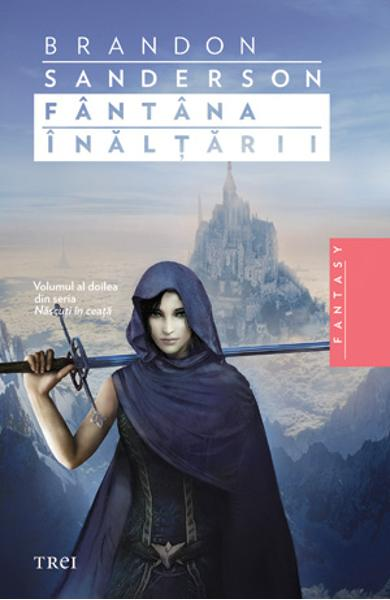 BRANDON
SANDERSON
FÂNTÂNA
ÎNĂLȚĂRII
Volumul al doilea
din seria
Născuți în ceață
FANTASY
TREI